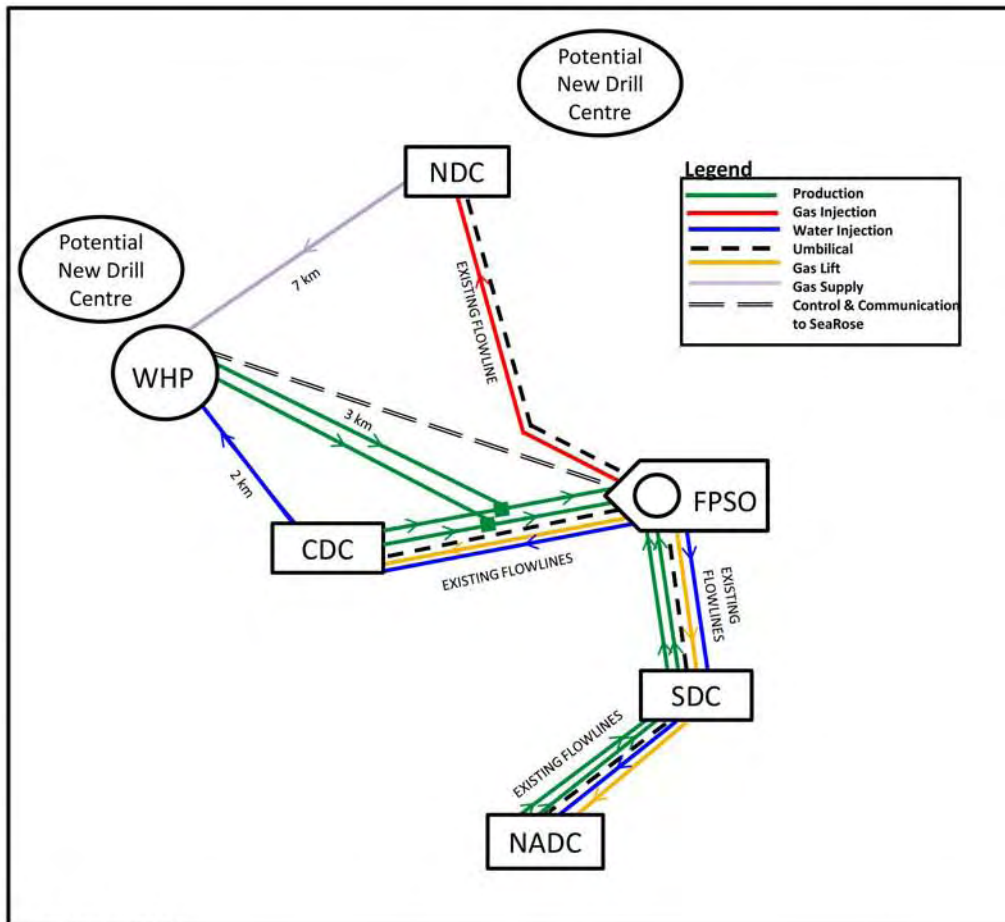 Potential
New Drill
Centre
NDC
Legend
Production
Gas Injection
Water Injection
Umbilical
Gas Lift
Gas Supply
Control & Communication
to SeaRose
Potential
New Drill
Centre
7 km
EXISTING FLOWLINE
WHP
3 km
2 km
FPSO
CDC
EXISTING FLOWLINES
EXISTING
FLOWLINES
SDC
EXISTING FLOWLINES
NADC